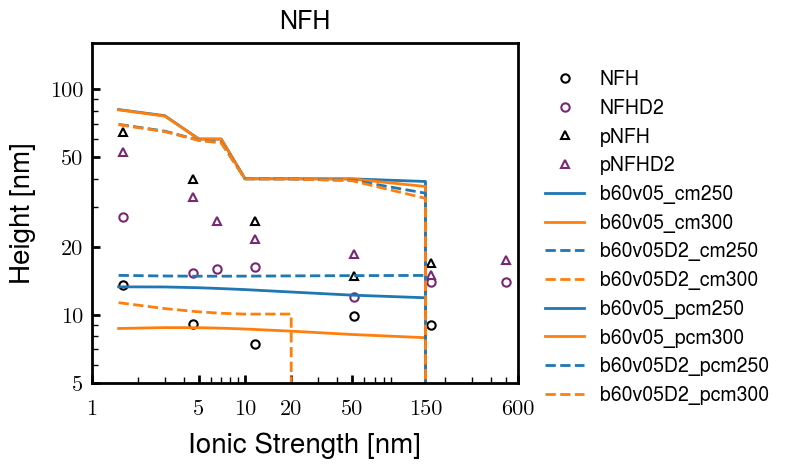 NFH
Height [nm]
100
50
20
10
5
1
5
10
20
50
150
600
Ionic Strength [nm]
NFH
NFHD2
pNFH
pNFHD2
b60v05_cm250
b60v05_cm300
b60v05D2_cm250
b60v05D2_cm300
b60v05_pcm250
b60v05_pcm300
b60v05D2_pcm250
b60v05D2_pcm300